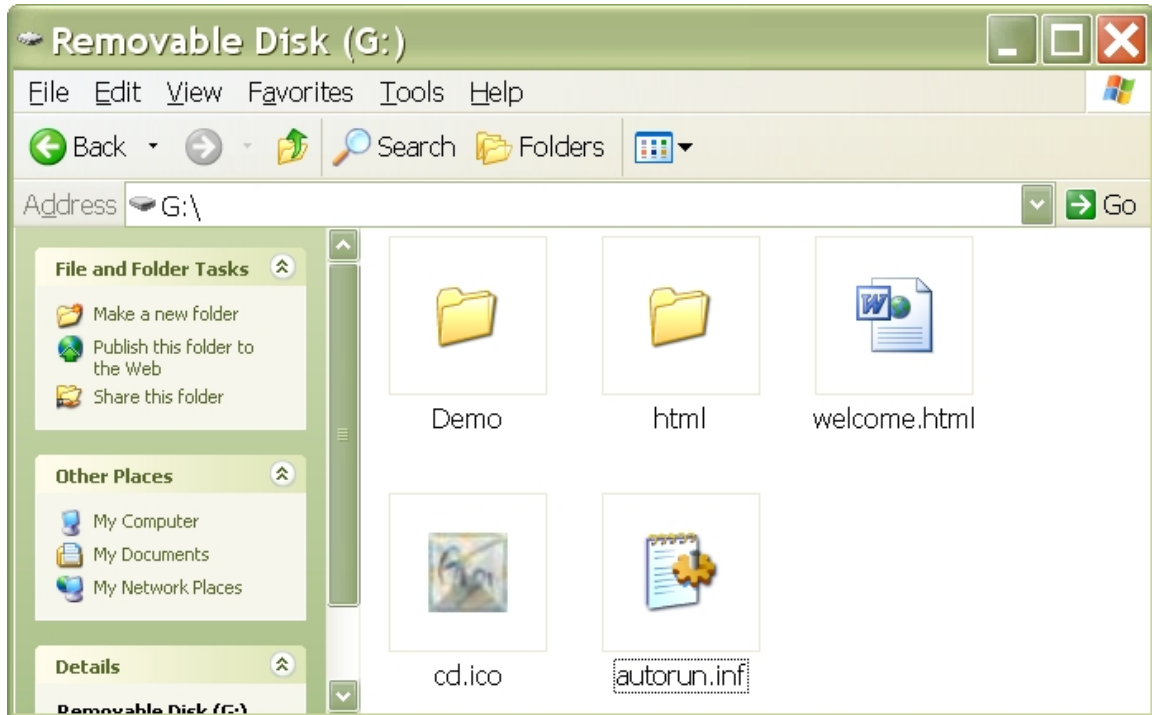 Removable Disk (G:)
File Edit View Favorites Tools Help
Back Search Folders
Address G:\ Go
File and Folder Tasks
Make a new folder
Publish this folder to
the Web
Share this folder
Other Places
My Computer
My Documents
My Network Places
Details
Removable Disk (G:)
Demo html welcome.html
cd.ico autorun.inf